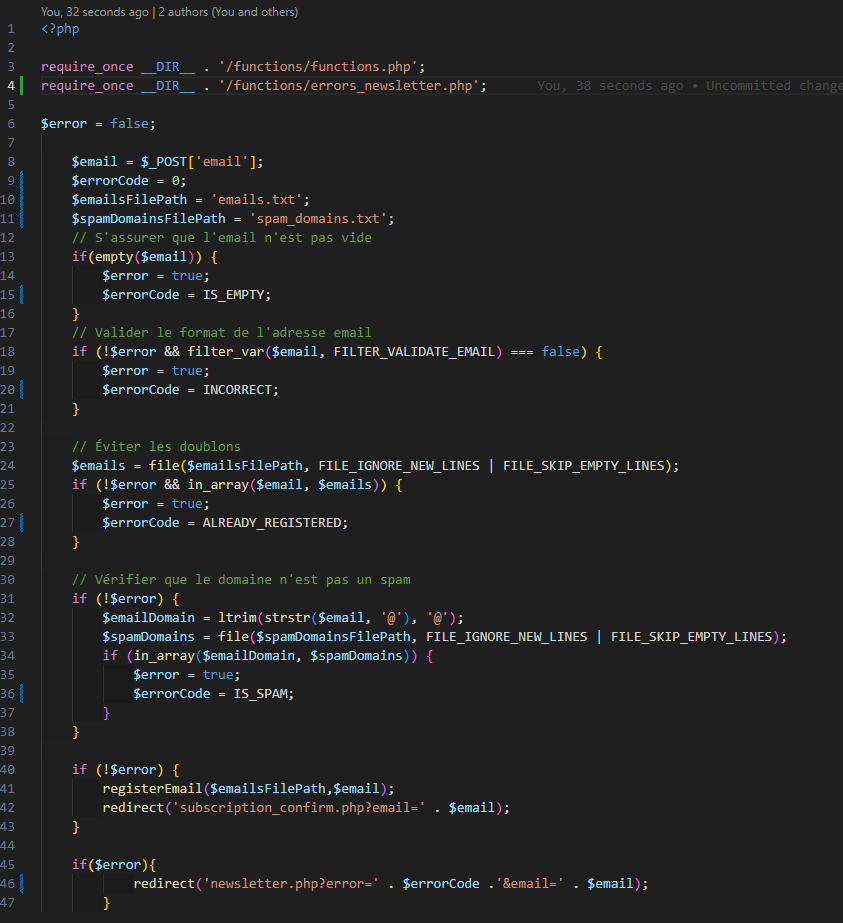 You, 32 seconds ago | 2 authors (You and others)
1 <?php
2
3 require_once __DIR__ . '/functions/functions.php';
4 require_once __DIR__ . '/functions/errors_newsletter.php'; You, 38 seconds ago • Uncommitted change
5
6 $error = false;
7
8     $email = $_POST['email'];
9     $errorCode = 0;
10     $emailsFilePath = 'emails.txt';
11     $spamDomainsFilePath = 'spam_domains.txt';
12     // S'assurer que l'email n'est pas vide
13     if(empty($email)) {
14         $error = true;
15         $errorCode = IS_EMPTY;
16     }
17     // Valider le format de l'adresse email
18     if (!$error && filter_var($email, FILTER_VALIDATE_EMAIL) === false) {
19         $error = true;
20         $errorCode = INCORRECT;
21     }
22
23     // Éviter les doublons
24     $emails = file($emailsFilePath, FILE_IGNORE_NEW_LINES | FILE_SKIP_EMPTY_LINES);
25     if (!$error && in_array($email, $emails)) {
26         $error = true;
27         $errorCode = ALREADY_REGISTERED;
28     }
29
30     // Vérifier que le domaine n'est pas un spam
31     if (!$error) {
32         $emailDomain = ltrim(strstr($email, '@'), '@');
33         $spamDomains = file($spamDomainsFilePath, FILE_IGNORE_NEW_LINES | FILE_SKIP_EMPTY_LINES);
34         if (in_array($emailDomain, $spamDomains)) {
35             $error = true;
36             $errorCode = IS_SPAM;
37         }
38     }
39
40     if (!$error) {
41         registerEmail($emailsFilePath,$email);
42         redirect('subscription_confirm.php?email=' . $email);
43     }
44
45     if($error){
46             redirect('newsletter.php?error=' . $errorCode .'&email=' . $email);
47         }